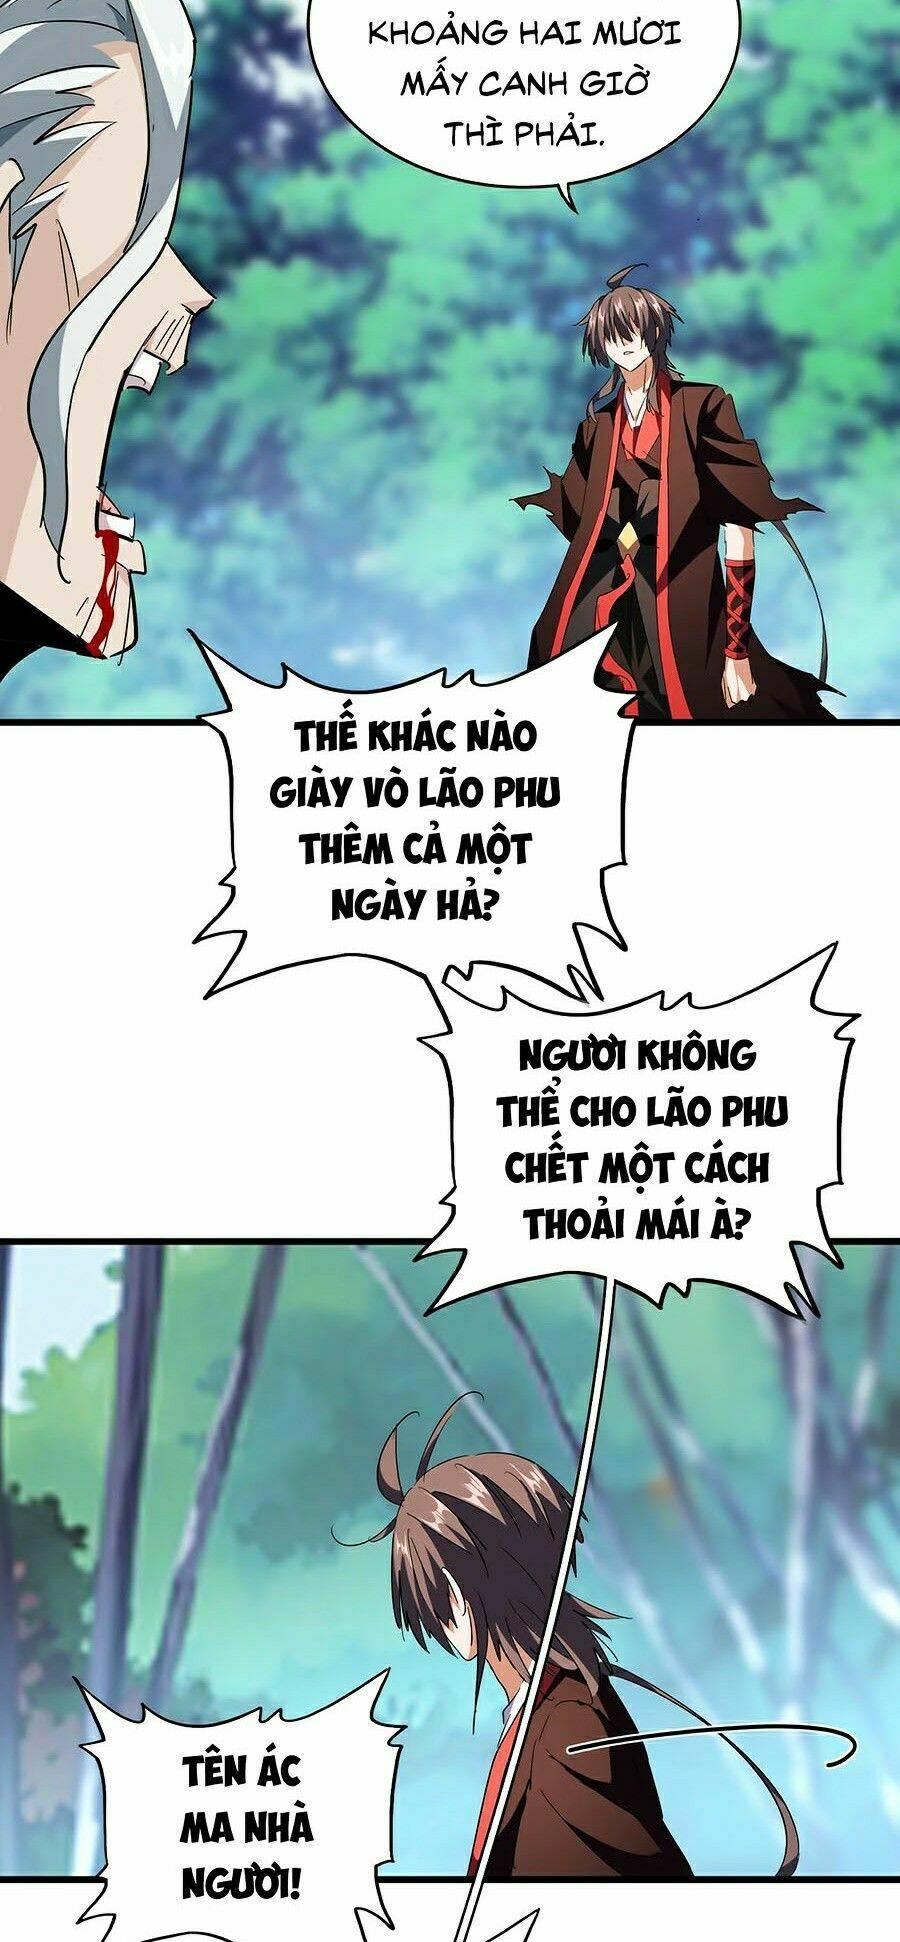 KHOẢNG HAI MƯƠI
MẤY CANH GIỜ
THÌ PHẢI.
THẾ KHÁC NÀO
GIÀY VÒ LÃO PHU
THÊM CẢ MỘT
NGÀY HẢ?
NGƯƠI KHÔNG
THỂ CHO LÃO PHU
CHẾT MỘT CÁCH
THOẢI MÁI À?
TÊN ÁC
MA NHÀ
NGƯƠI!